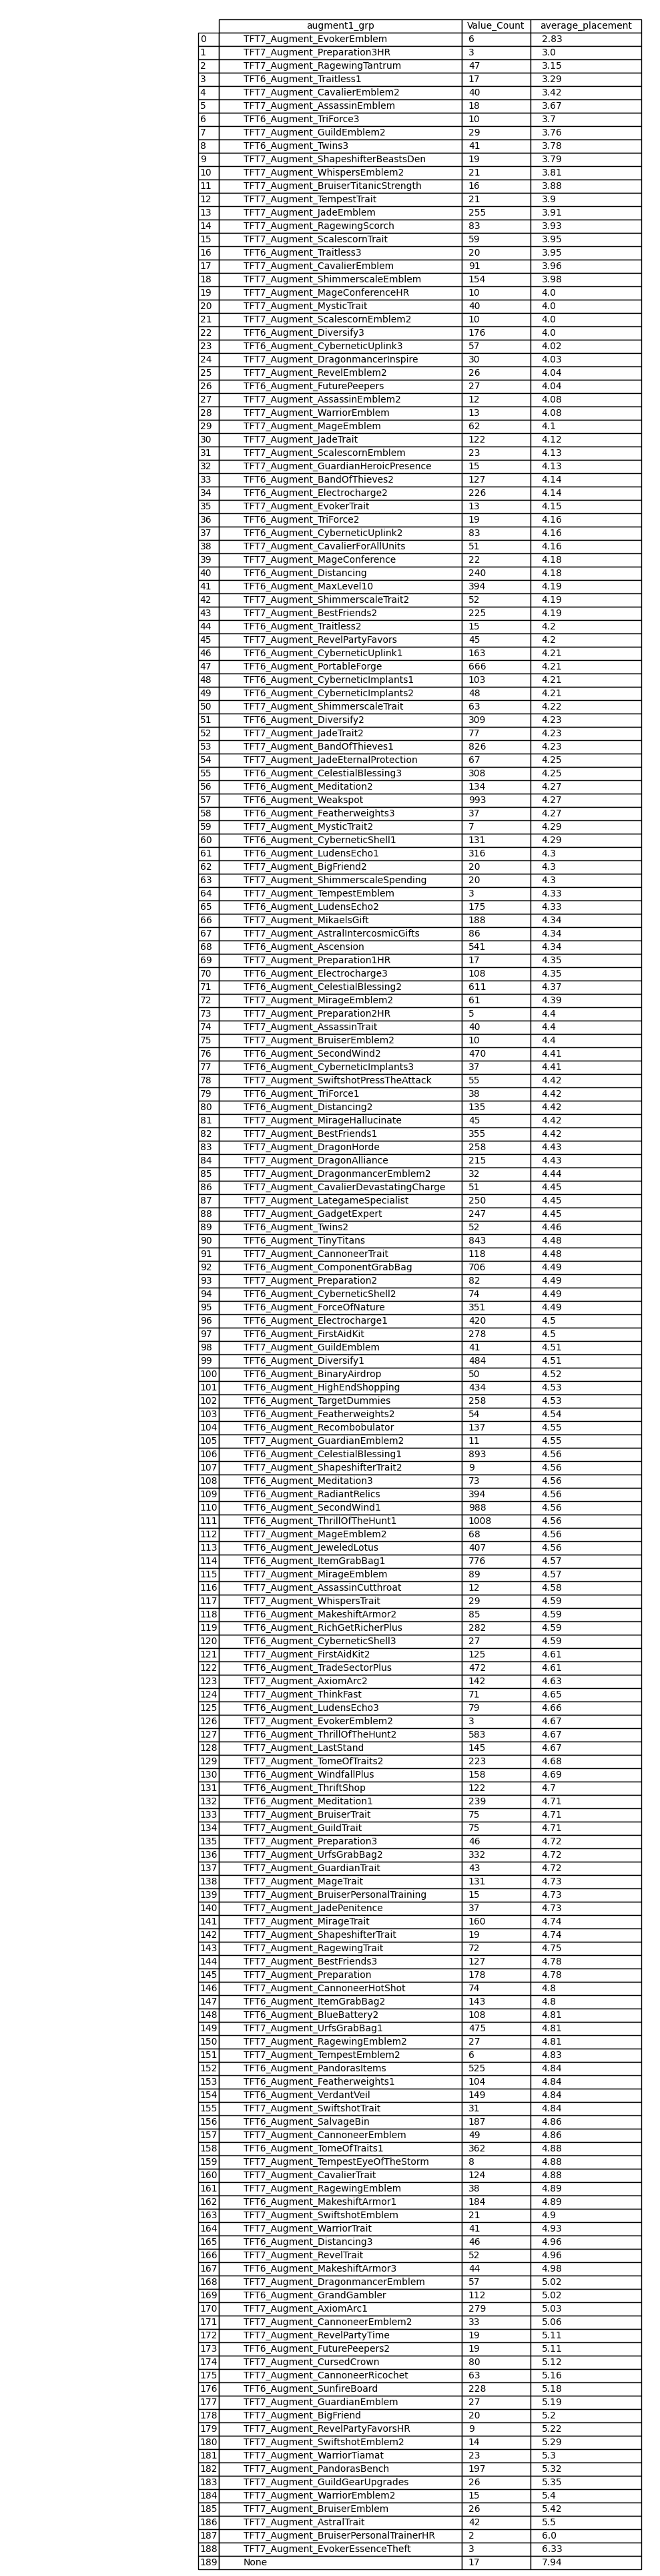 augment1_grp Value_Count average_placement
0 TFT7_Augment_EvokerEmblem 6 2.83
1 TFT7_Augment_Preparation3HR 3 3.0
2 TFT7_Augment_RagewingTantrum 47 3.15
3 TFT6_Augment_Traitless1 17 3.29
4 TFT7_Augment_CavalierEmblem2 40 3.42
5 TFT7_Augment_AssassinEmblem 18 3.67
6 TFT6_Augment_TriForce3 10 3.7
7 TFT7_Augment_GuildEmblem2 29 3.76
8 TFT6_Augment_Twins3 41 3.78
9 TFT7_Augment_ShapeshifterBeastsDen 19 3.79
10 TFT7_Augment_WhispersEmblem2 21 3.81
11 TFT7_Augment_BruiserTitanicStrength 16 3.88
12 TFT7_Augment_TempestTrait 21 3.9
13 TFT7_Augment_JadeEmblem 255 3.91
14 TFT7_Augment_RagewingScorch 83 3.93
15 TFT7_Augment_ScalescornTrait 59 3.95
16 TFT6_Augment_Traitless3 20 3.95
17 TFT7_Augment_CavalierEmblem 91 3.96
18 TFT7_Augment_ShimmerscaleEmblem 154 3.98
19 TFT7_Augment_MageConferenceHR 10 4.0
20 TFT7_Augment_MysticTrait 40 4.0
21 TFT7_Augment_ScalescornEmblem2 10 4.0
22 TFT6_Augment_Diversify3 176 4.0
23 TFT6_Augment_CyberneticUplink3 57 4.02
24 TFT7_Augment_DragonmancerInspire 30 4.03
25 TFT7_Augment_RevelEmblem2 26 4.04
26 TFT6_Augment_FuturePeepers 27 4.04
27 TFT7_Augment_AssassinEmblem2 12 4.08
28 TFT7_Augment_WarriorEmblem 13 4.08
29 TFT7_Augment_MageEmblem 62 4.1
30 TFT7_Augment_JadeTrait 122 4.12
31 TFT7_Augment_ScalescornEmblem 23 4.13
32 TFT7_Augment_GuardianHeroicPresence 15 4.13
33 TFT6_Augment_BandOfThieves2 127 4.14
34 TFT6_Augment_Electrocharge2 226 4.14
35 TFT7_Augment_EvokerTrait 13 4.15
36 TFT6_Augment_TriForce2 19 4.16
37 TFT6_Augment_CyberneticUplink2 83 4.16
38 TFT7_Augment_CavalierForAllUnits 51 4.16
39 TFT7_Augment_MageConference 22 4.18
40 TFT6_Augment_Distancing 240 4.18
41 TFT6_Augment_MaxLevel10 394 4.19
42 TFT7_Augment_ShimmerscaleTrait2 52 4.19
43 TFT7_Augment_BestFriends2 225 4.19
44 TFT6_Augment_Traitless2 15 4.2
45 TFT7_Augment_RevelPartyFavors 45 4.2
46 TFT6_Augment_CyberneticUplink1 163 4.21
47 TFT6_Augment_PortableForge 666 4.21
48 TFT6_Augment_CyberneticImplants1 103 4.21
49 TFT6_Augment_CyberneticImplants2 48 4.21
50 TFT7_Augment_ShimmerscaleTrait 63 4.22
51 TFT6_Augment_Diversify2 309 4.23
52 TFT7_Augment_JadeTrait2 77 4.23
53 TFT7_Augment_BandOfThieves1 826 4.23
54 TFT7_Augment_JadeEternalProtection 67 4.25
55 TFT6_Augment_CelestialBlessing3 308 4.25
56 TFT6_Augment_Meditation2 134 4.27
57 TFT6_Augment_Weakspot 993 4.27
58 TFT6_Augment_Featherweights3 37 4.27
59 TFT7_Augment_MysticTrait2 7 4.29
60 TFT6_Augment_CyberneticShell1 131 4.29
61 TFT6_Augment_LudensEcho1 316 4.3
62 TFT7_Augment_BigFriend2 20 4.3
63 TFT7_Augment_ShimmerscaleSpending 20 4.3
64 TFT7_Augment_TempestEmblem 3 4.33
65 TFT6_Augment_LudensEcho2 175 4.33
66 TFT7_Augment_MikaelsGift 188 4.34
67 TFT7_Augment_AstralIntercosmicGifts 86 4.34
68 TFT6_Augment_Ascension 541 4.34
69 TFT7_Augment_Preparation1HR 17 4.35
70 TFT6_Augment_Electrocharge3 108 4.35
71 TFT6_Augment_CelestialBlessing2 611 4.37
72 TFT7_Augment_MirageEmblem2 61 4.39
73 TFT7_Augment_Preparation2HR 5 4.4
74 TFT7_Augment_AssassinTrait 40 4.4
75 TFT7_Augment_BruiserEmblem2 10 4.4
76 TFT6_Augment_SecondWind2 470 4.41
77 TFT6_Augment_CyberneticImplants3 37 4.41
78 TFT7_Augment_SwiftshotPressTheAttack 55 4.42
79 TFT6_Augment_TriForce1 38 4.42
80 TFT6_Augment_Distancing2 135 4.42
81 TFT7_Augment_MirageHallucinate 45 4.42
82 TFT7_Augment_BestFriends1 355 4.42
83 TFT7_Augment_DragonHorde 258 4.43
84 TFT7_Augment_DragonAlliance 215 4.43
85 TFT7_Augment_DragonmancerEmblem2 32 4.44
86 TFT7_Augment_CavalierDevastatingCharge 51 4.45
87 TFT7_Augment_LategameSpecialist 250 4.45
88 TFT7_Augment_GadgetExpert 247 4.45
89 TFT6_Augment_Twins2 52 4.46
90 TFT6_Augment_TinyTitans 843 4.48
91 TFT7_Augment_CannoneerTrait 118 4.48
92 TFT6_Augment_ComponentGrabBag 706 4.49
93 TFT7_Augment_Preparation2 82 4.49
94 TFT6_Augment_CyberneticShell2 74 4.49
95 TFT6_Augment_ForceOfNature 351 4.49
96 TFT6_Augment_Electrocharge1 420 4.5
97 TFT6_Augment_FirstAidKit 278 4.5
98 TFT7_Augment_GuildEmblem 41 4.51
99 TFT6_Augment_Diversify1 484 4.51
100 TFT6_Augment_BinaryAirdrop 50 4.52
101 TFT6_Augment_HighEndShopping 434 4.53
102 TFT6_Augment_TargetDummies 258 4.53
103 TFT6_Augment_Featherweights2 54 4.54
104 TFT6_Augment_Recombobulator 137 4.55
105 TFT7_Augment_GuardianEmblem2 11 4.55
106 TFT6_Augment_CelestialBlessing1 893 4.56
107 TFT7_Augment_ShapeshifterTrait2 9 4.56
108 TFT6_Augment_Meditation3 73 4.56
109 TFT6_Augment_RadiantRelics 394 4.56
110 TFT6_Augment_SecondWind1 988 4.56
111 TFT6_Augment_ThrillOfTheHunt1 1008 4.56
112 TFT7_Augment_MageEmblem2 68 4.56
113 TFT6_Augment_JeweledLotus 407 4.56
114 TFT6_Augment_ItemGrabBag1 776 4.57
115 TFT7_Augment_MirageEmblem 89 4.57
116 TFT7_Augment_AssassinCutthroat 12 4.58
117 TFT7_Augment_WhispersTrait 29 4.59
118 TFT6_Augment_MakeshiftArmor2 85 4.59
119 TFT6_Augment_RichGetRicherPlus 282 4.59
120 TFT6_Augment_CyberneticShell3 27 4.59
121 TFT7_Augment_FirstAidKit2 125 4.61
122 TFT6_Augment_TradeSectorPlus 472 4.61
123 TFT7_Augment_AxiomArc2 142 4.63
124 TFT7_Augment_ThinkFast 71 4.65
125 TFT6_Augment_LudensEcho3 79 4.66
126 TFT7_Augment_EvokerEmblem2 3 4.67
127 TFT6_Augment_ThrillOfTheHunt2 583 4.67
128 TFT7_Augment_LastStand 145 4.67
129 TFT7_Augment_TomeOfTraits2 223 4.68
130 TFT6_Augment_WindfallPlus 158 4.69
131 TFT6_Augment_ThriftShop 122 4.7
132 TFT6_Augment_Meditation1 239 4.71
133 TFT7_Augment_BruiserTrait 75 4.71
134 TFT7_Augment_GuildTrait 75 4.71
135 TFT7_Augment_Preparation3 46 4.72
136 TFT7_Augment_UrfsGrabBag2 332 4.72
137 TFT7_Augment_GuardianTrait 43 4.72
138 TFT7_Augment_MageTrait 131 4.73
139 TFT7_Augment_BruiserPersonalTraining 15 4.73
140 TFT7_Augment_JadePenitence 37 4.73
141 TFT7_Augment_MirageTrait 160 4.74
142 TFT7_Augment_ShapeshifterTrait 19 4.74
143 TFT7_Augment_RagewingTrait 72 4.75
144 TFT7_Augment_BestFriends3 127 4.78
145 TFT7_Augment_Preparation 178 4.78
146 TFT7_Augment_CannoneerHotShot 74 4.8
147 TFT6_Augment_ItemGrabBag2 143 4.8
148 TFT6_Augment_BlueBattery2 108 4.81
149 TFT7_Augment_UrfsGrabBag1 475 4.81
150 TFT7_Augment_RagewingEmblem2 27 4.81
151 TFT7_Augment_TempestEmblem2 6 4.83
152 TFT6_Augment_PandorasItems 525 4.84
153 TFT6_Augment_Featherweights1 104 4.84
154 TFT6_Augment_VerdantVeil 149 4.84
155 TFT7_Augment_SwiftshotTrait 31 4.84
156 TFT6_Augment_SalvageBin 187 4.86
157 TFT7_Augment_CannoneerEmblem 49 4.86
158 TFT6_Augment_TomeOfTraits1 362 4.88
159 TFT7_Augment_TempestEyeOfTheStorm 8 4.88
160 TFT7_Augment_CavalierTrait 124 4.88
161 TFT7_Augment_RagewingEmblem 38 4.89
162 TFT6_Augment_MakeshiftArmor1 184 4.89
163 TFT7_Augment_SwiftshotEmblem 21 4.9
164 TFT7_Augment_WarriorTrait 41 4.93
165 TFT6_Augment_Distancing3 46 4.96
166 TFT7_Augment_RevelTrait 52 4.96
167 TFT6_Augment_MakeshiftArmor3 44 4.98
168 TFT7_Augment_DragonmancerEmblem 57 5.02
169 TFT6_Augment_GrandGambler 112 5.02
170 TFT7_Augment_AxiomArc1 279 5.03
171 TFT7_Augment_CannoneerEmblem2 33 5.06
172 TFT7_Augment_RevelPartyTime 19 5.11
173 TFT6_Augment_FuturePeepers2 19 5.11
174 TFT7_Augment_CursedCrown 80 5.12
175 TFT7_Augment_CannoneerRicochet 63 5.16
176 TFT6_Augment_SunfireBoard 228 5.18
177 TFT7_Augment_GuardianEmblem 27 5.19
178 TFT7_Augment_BigFriend 20 5.2
179 TFT7_Augment_RevelPartyFavorsHR 9 5.22
180 TFT7_Augment_SwiftshotEmblem2 14 5.29
181 TFT7_Augment_WarriorTiamat 23 5.3
182 TFT7_Augment_PandorasBench 197 5.32
183 TFT7_Augment_GuildGearUpgrades 26 5.35
184 TFT7_Augment_WarriorEmblem2 15 5.4
185 TFT7_Augment_BruiserEmblem 26 5.42
186 TFT7_Augment_AstralTrait 42 5.5
187 TFT7_Augment_BruiserPersonalTrainerHR 2 6.0
188 TFT7_Augment_EvokerEssenceTheft 3 6.33
189 None 17 7.94